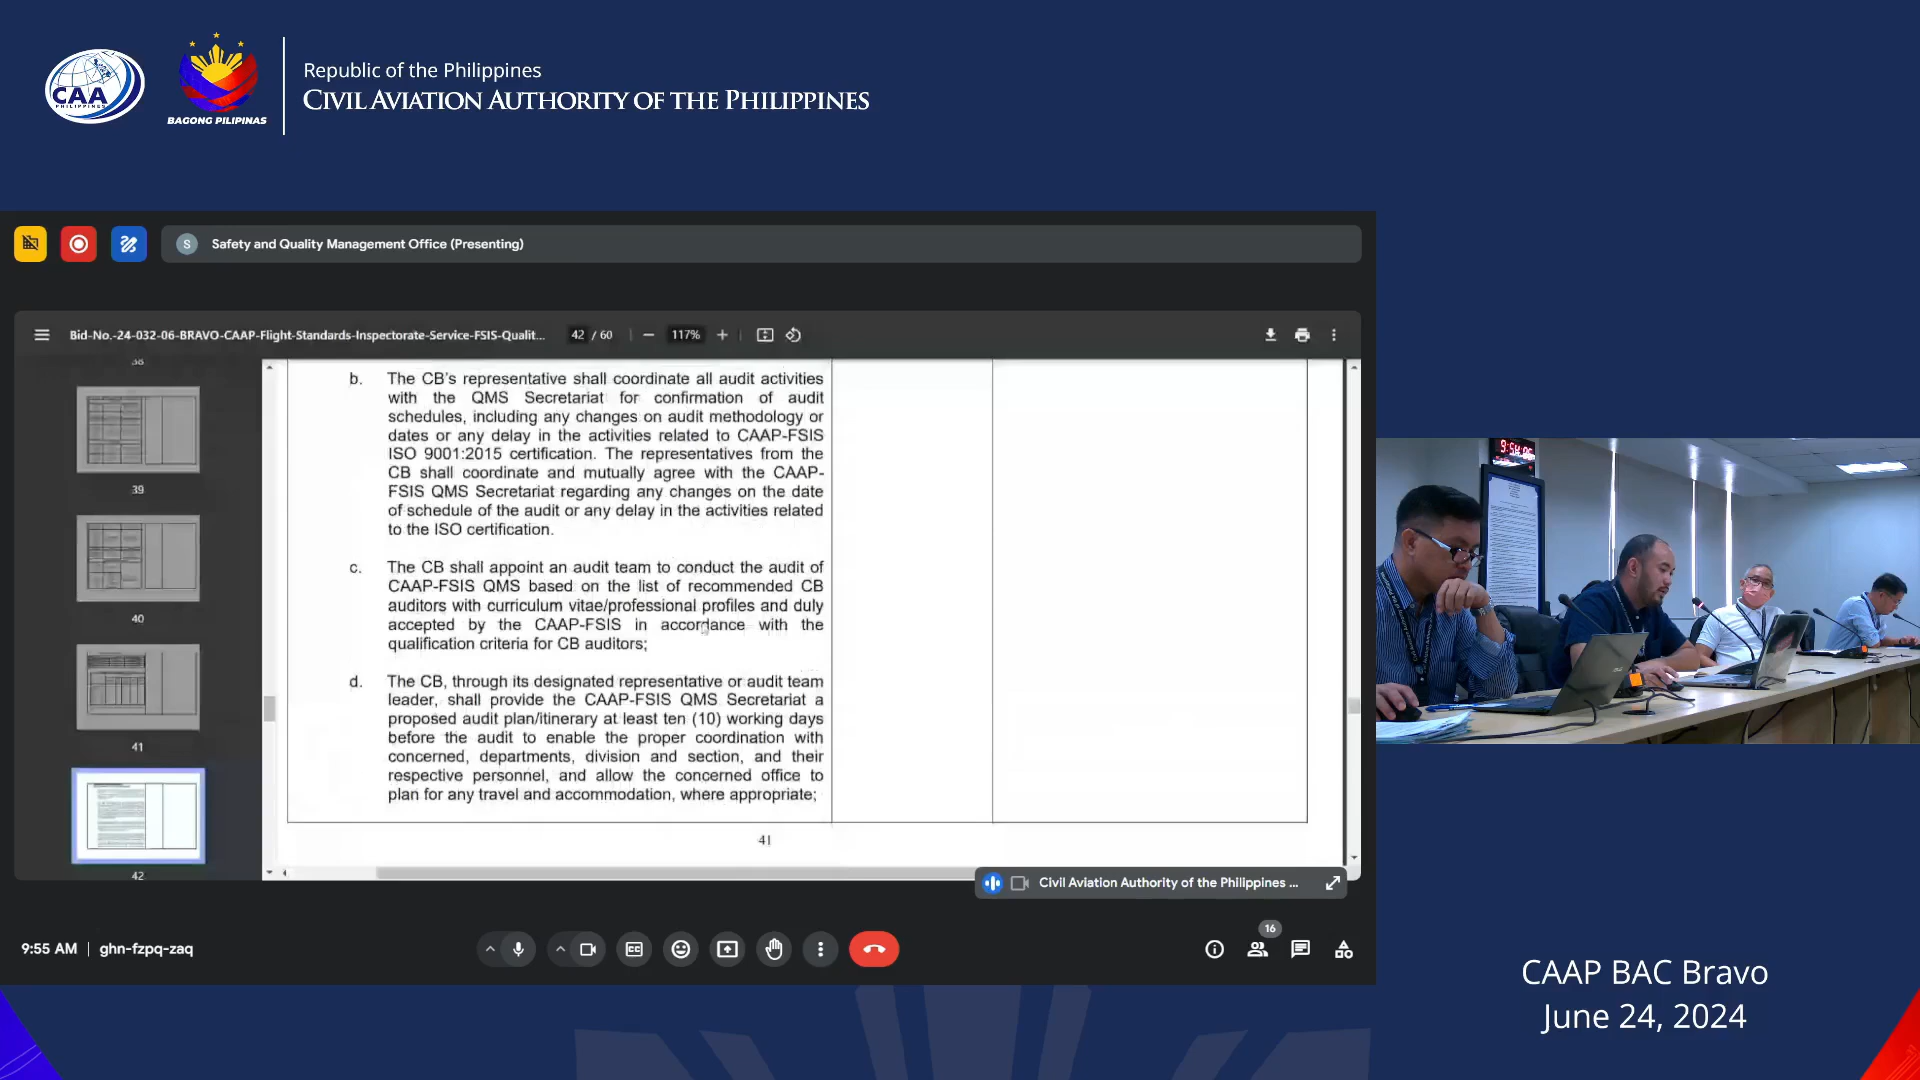 CAA
PHILIPPINES
BAGONG PILIPINAS
Republic of the Philippines
CIVIL AVIATION AUTHORITY OF THE PHILIPPINES
S
Safety and Quality Management Office (Presenting)
Bid-No.-24-032-06-BRAVO-CAAP-Flight-Standards-Inspectorate-Service-FSIS-Qualit...
42 / 60
117%
38
39
40
41
42
b. The CB's representative shall coordinate all audit activities
with the QMS Secretariat for confirmation of audit
schedules, including any changes on audit methodology or
dates or any delay in the activities related to CAAP-FSIS
ISO 9001:2015 certification. The representatives from the
CB shall coordinate and mutually agree with the CAAP-
FSIS QMS Secretariat regarding any changes on the date
of schedule of the audit or any delay in the activities related
to the ISO certification.
c. The CB shall appoint an audit team to conduct the audit of
CAAP-FSIS QMS based on the list of recommended CB
auditors with curriculum vitae/professional profiles and duly
accepted by the CAAP-FSIS in accordance with the
qualification criteria for CB auditors;
d. The CB, through its designated representative or audit team
leader, shall provide the CAAP-FSIS QMS Secretariat a
proposed audit plan/itinerary at least ten (10) working days
before the audit to enable the proper coordination with
concerned, departments, division and section, and their
respective personnel, and allow the concerned office to
plan for any travel and accommodation, where appropriate;
41
Civil Aviation Authority of the Philippines ...
9:55 AM | ghn-fzpq-zaq
CC
16
CAAP BAC Bravo
June 24, 2024